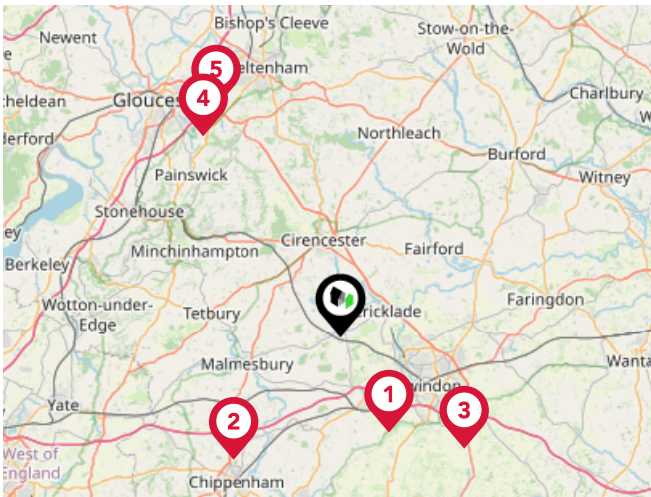 Bishop's Cleeve
Newent
Stow-on-the-
Wold
5
eltenham
cheldean
Glouces
4
Charlbury
derford
Northleach
Burford
Painswick
Witney
Stonehouse
Cirencester
Minchinhampton
Fairford
Berkeley
Wotton-under-
Edge
Tetbury
ricklade
Faringdon
Malmesbury
Wanta
windon
1
Yate
2
3
West of
England
Chippenham